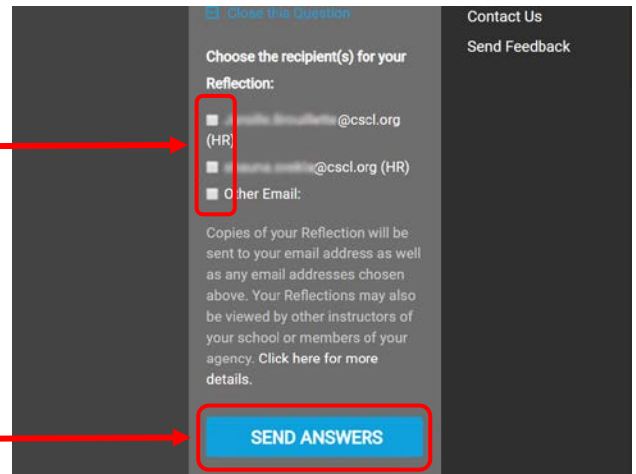 Close this Question
Choose the recipient(s) for your
Reflection:
@cscl.org
(HR)
@cscl.org (HR)
Other Email:
Copies of your Reflection will be
sent to your email address as well
as any email addresses chosen
above. Your Reflections may also
be viewed by other instructors of
your school or members of your
agency. Click here for more
details.
SEND ANSWERS
Contact Us
Send Feedback